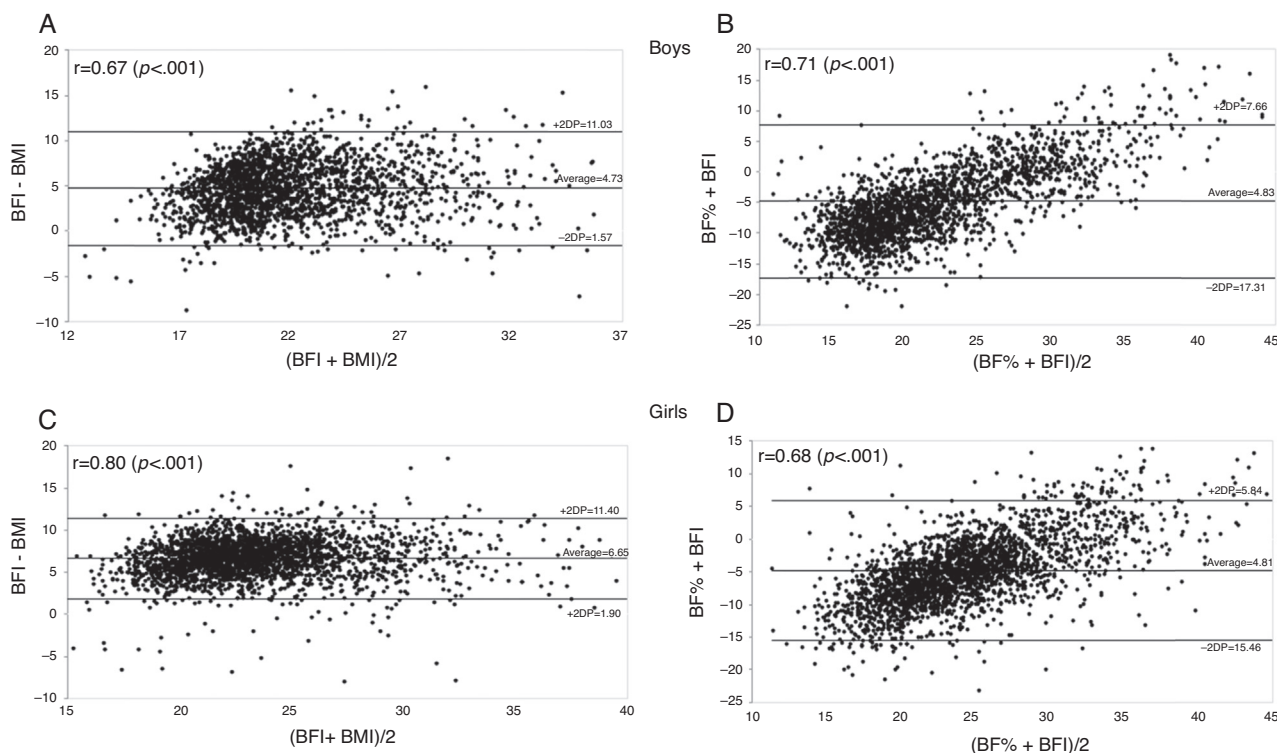 A
r=0.67 (p<.001)
20
15
10
5
0
−5
−10
BFI - BMI
+2DP=11.03
Average=4.73
−2DP=1.57
12
17
22
27
32
37
(BFI + BMI)/2
Boys
B
r=0.71 (p<.001)
20
15
10
5
0
−5
−10
−15
−20
−25
BF% + BFI
+2DP=7.66
Average=4.83
−2DP=17.31
10
15
20
25
30
35
40
45
(BF% + BFI)/2
C
r=0.80 (p<.001)
20
15
10
5
0
−5
−10
BFI - BMI
+2DP=11.40
Average=6.65
+2DP=1.90
15
20
25
30
35
40
(BFI+ BMI)/2
Girls
D
r=0.68 (p<.001)
15
10
5
0
−5
−10
−15
−20
−25
BF% + BFI
+2DP=5.84
Average=4.81
−2DP=15.46
10
15
20
25
30
35
40
45
(BF% + BFI)/2